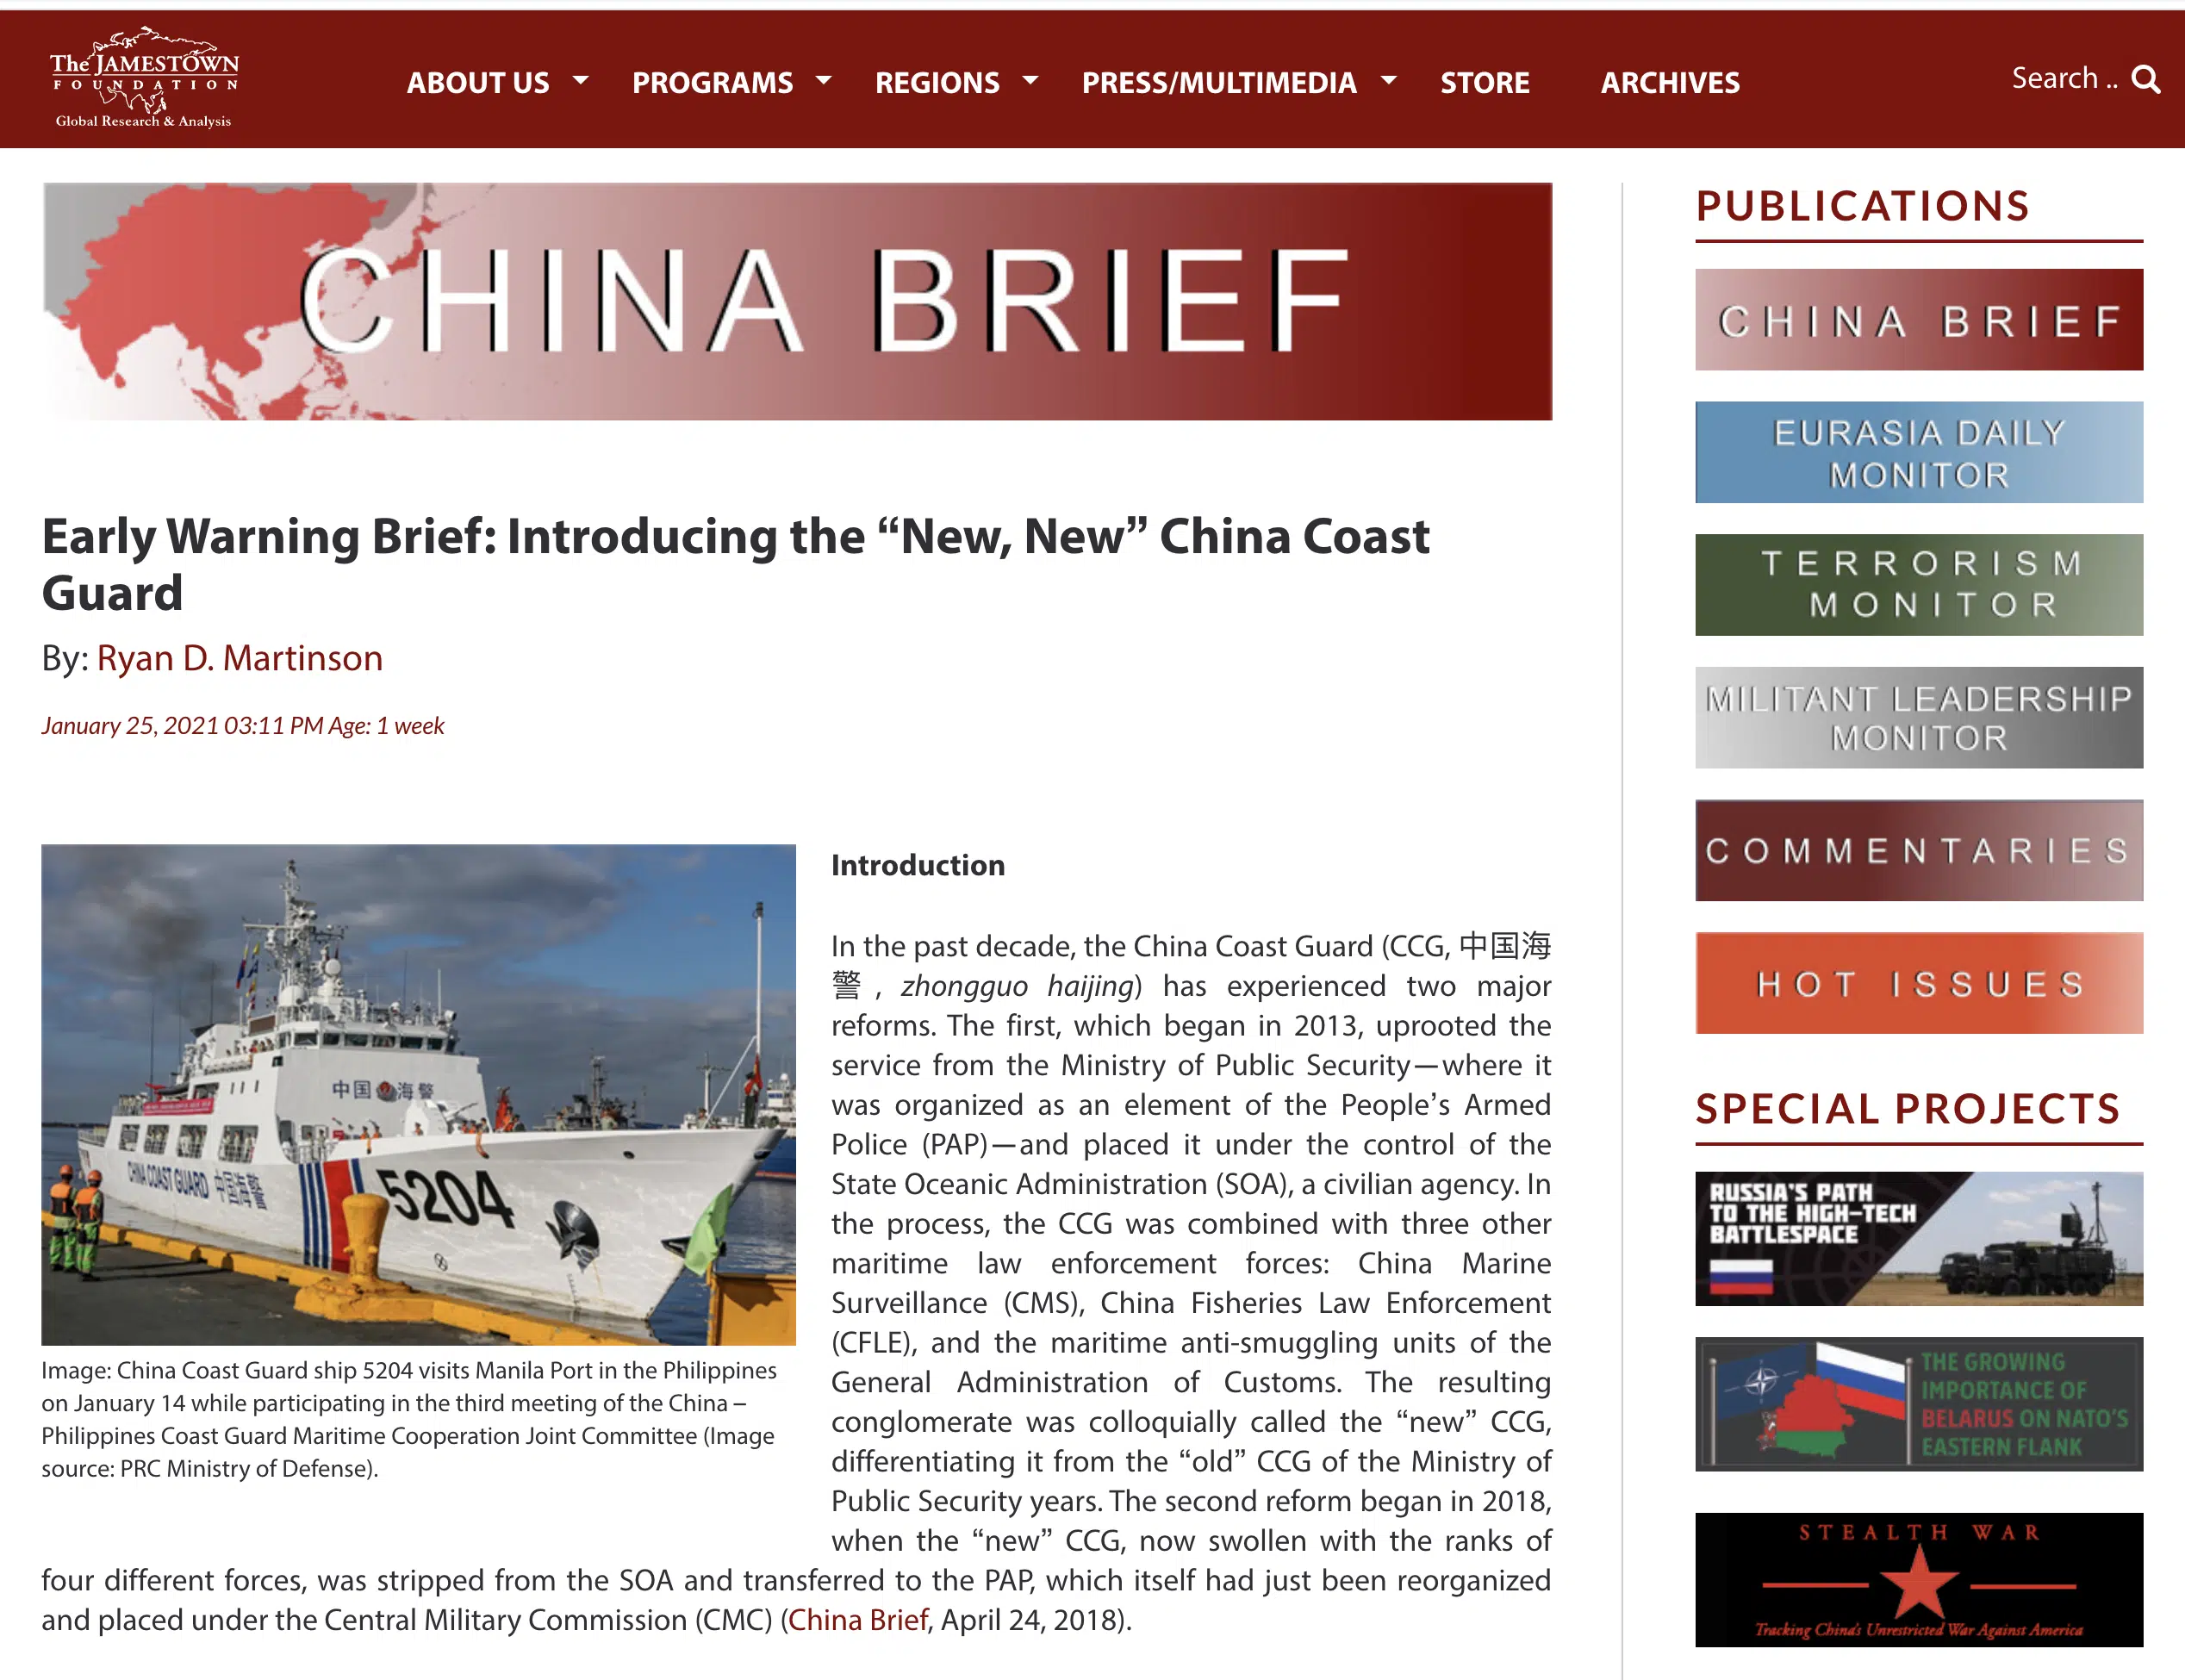 The JAMESTOWN
FOUNDATION
Global Research & Analysis
ABOUT US
PROGRAMS
REGIONS
PRESS/MULTIMEDIA
STORE
ARCHIVES
Search ..
CHINA BRIEF
Early Warning Brief: Introducing the “New, New” China Coast
Guard
By: Ryan D. Martinson
January 25, 2021 03:11 PM Age: 1 week
中国 海警
CHINA COAST GUARD 中国海警
5204
Image: China Coast Guard ship 5204 visits Manila Port in the Philippines
on January 14 while participating in the third meeting of the China –
Philippines Coast Guard Maritime Cooperation Joint Committee (Image
source: PRC Ministry of Defense).
Introduction
In the past decade, the China Coast Guard (CCG, 中国海
警, zhongguo haijing) has experienced two major
reforms. The first, which began in 2013, uprooted the
service from the Ministry of Public Security—where it
was organized as an element of the People’s Armed
Police (PAP)—and placed it under the control of the
State Oceanic Administration (SOA), a civilian agency. In
the process, the CCG was combined with three other
maritime law enforcement forces: China Marine
Surveillance (CMS), China Fisheries Law Enforcement
(CFLE), and the maritime anti-smuggling units of the
General Administration of Customs. The resulting
conglomerate was colloquially called the “new” CCG,
differentiating it from the “old” CCG of the Ministry of
Public Security years. The second reform began in 2018,
when the “new” CCG, now swollen with the ranks of
four different forces, was stripped from the SOA and transferred to the PAP, which itself had just been reorganized
and placed under the Central Military Commission (CMC) (China Brief, April 24, 2018).
PUBLICATIONS
CHINA BRIEF
EURASIA DAILY
MONITOR
TERRORISM
MONITOR
MILITANT LEADERSHIP
MONITOR
COMMENTARIES
HOT ISSUES
SPECIAL PROJECTS
RUSSIA'S PATH
TO THE HIGH-TECH
BATTLESPACE
THE GROWING
IMPORTANCE OF
BELARUS ON NATO'S
EASTERN FLANK
STEALTH WAR
Tracking China's Unrestricted War Against America